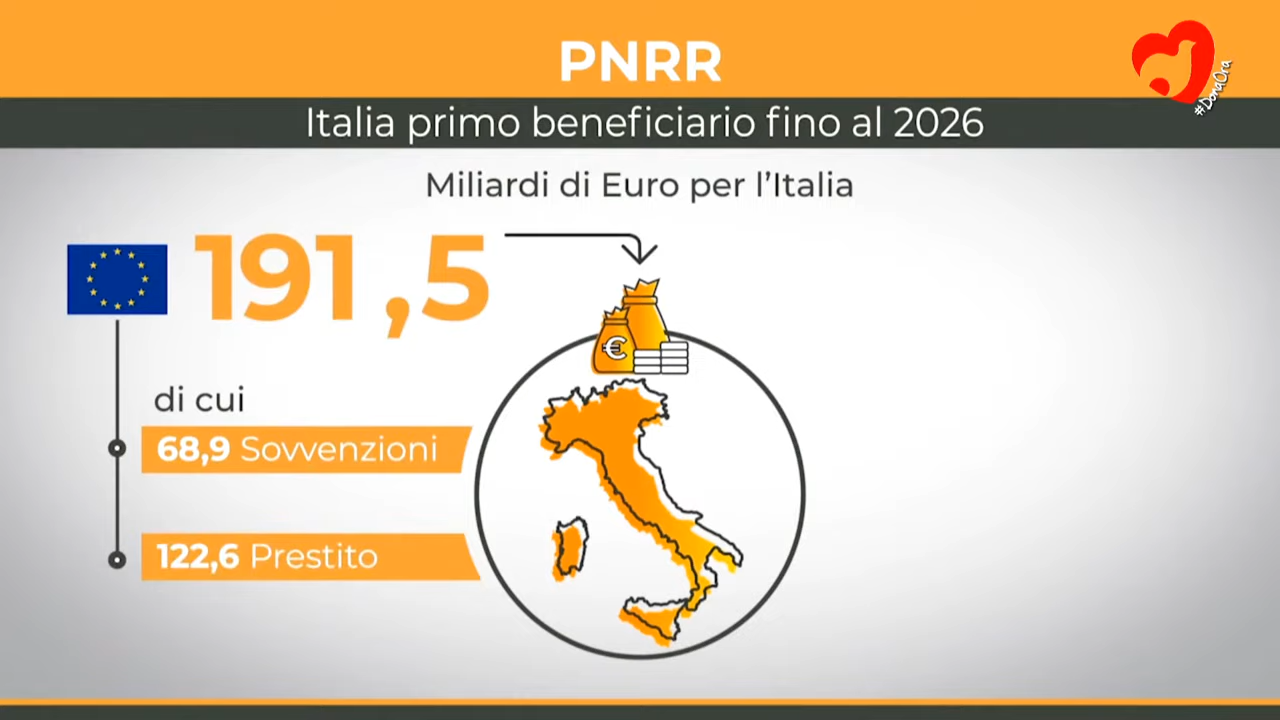 PNRR
#DonaOra
Italia primo beneficiario fino al 2026
Miliardi di Euro per l'Italia
191,5
€
di cui
68,9 Sovvenzioni
122,6 Prestito